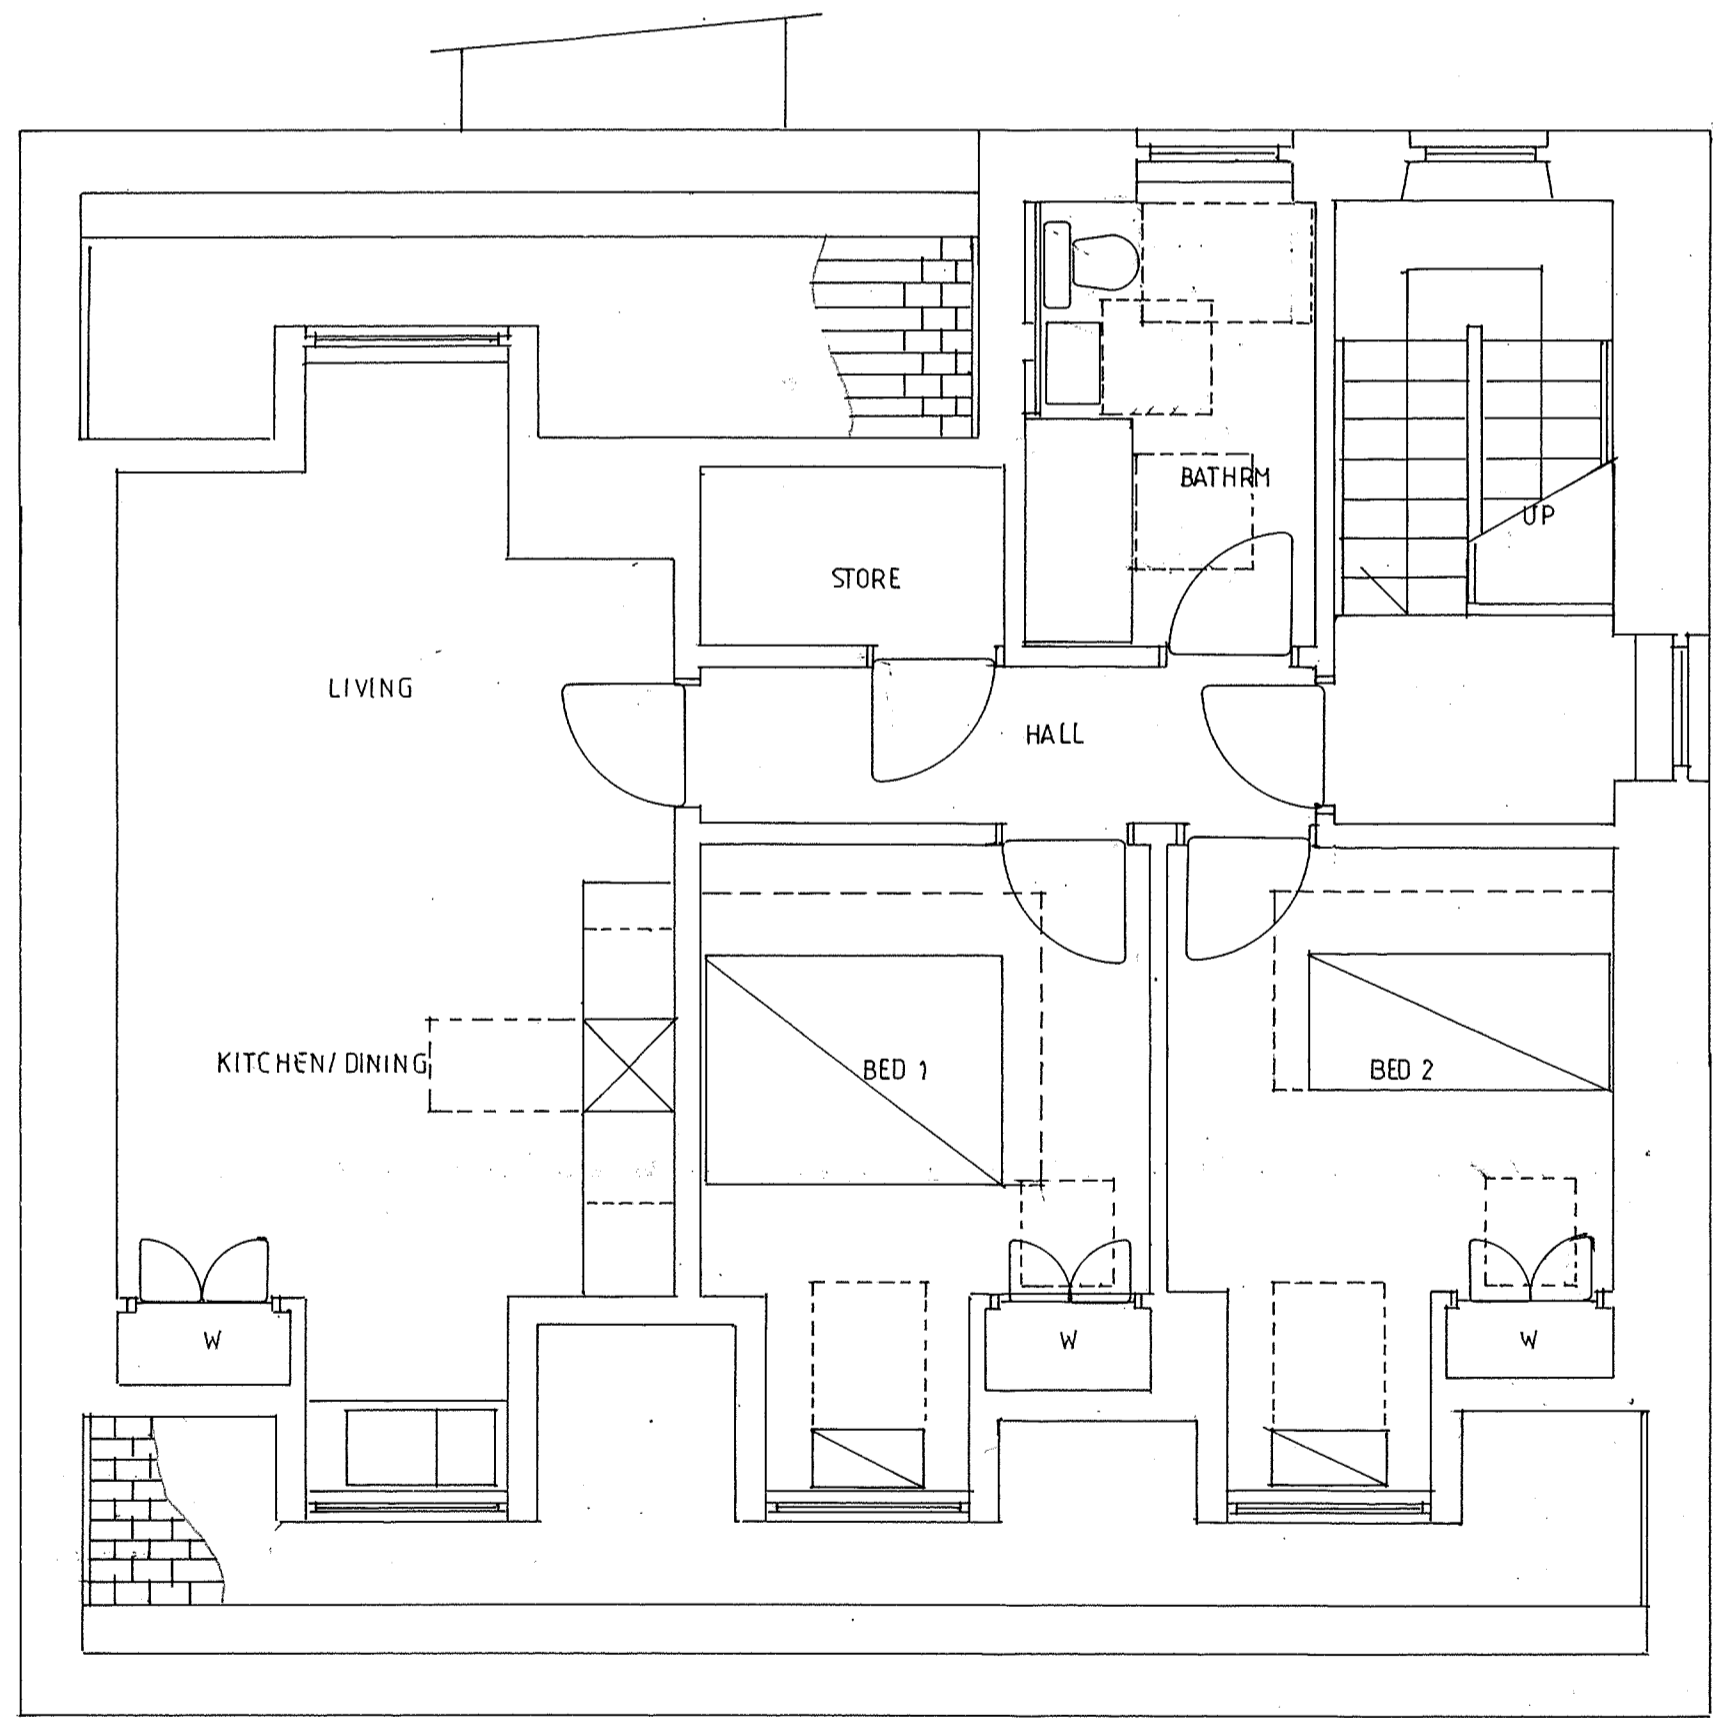 BATHRM
UP
STORE
LIVING
HALL
KITCHEN/DINING
BED 1
BED 2
W
W
W